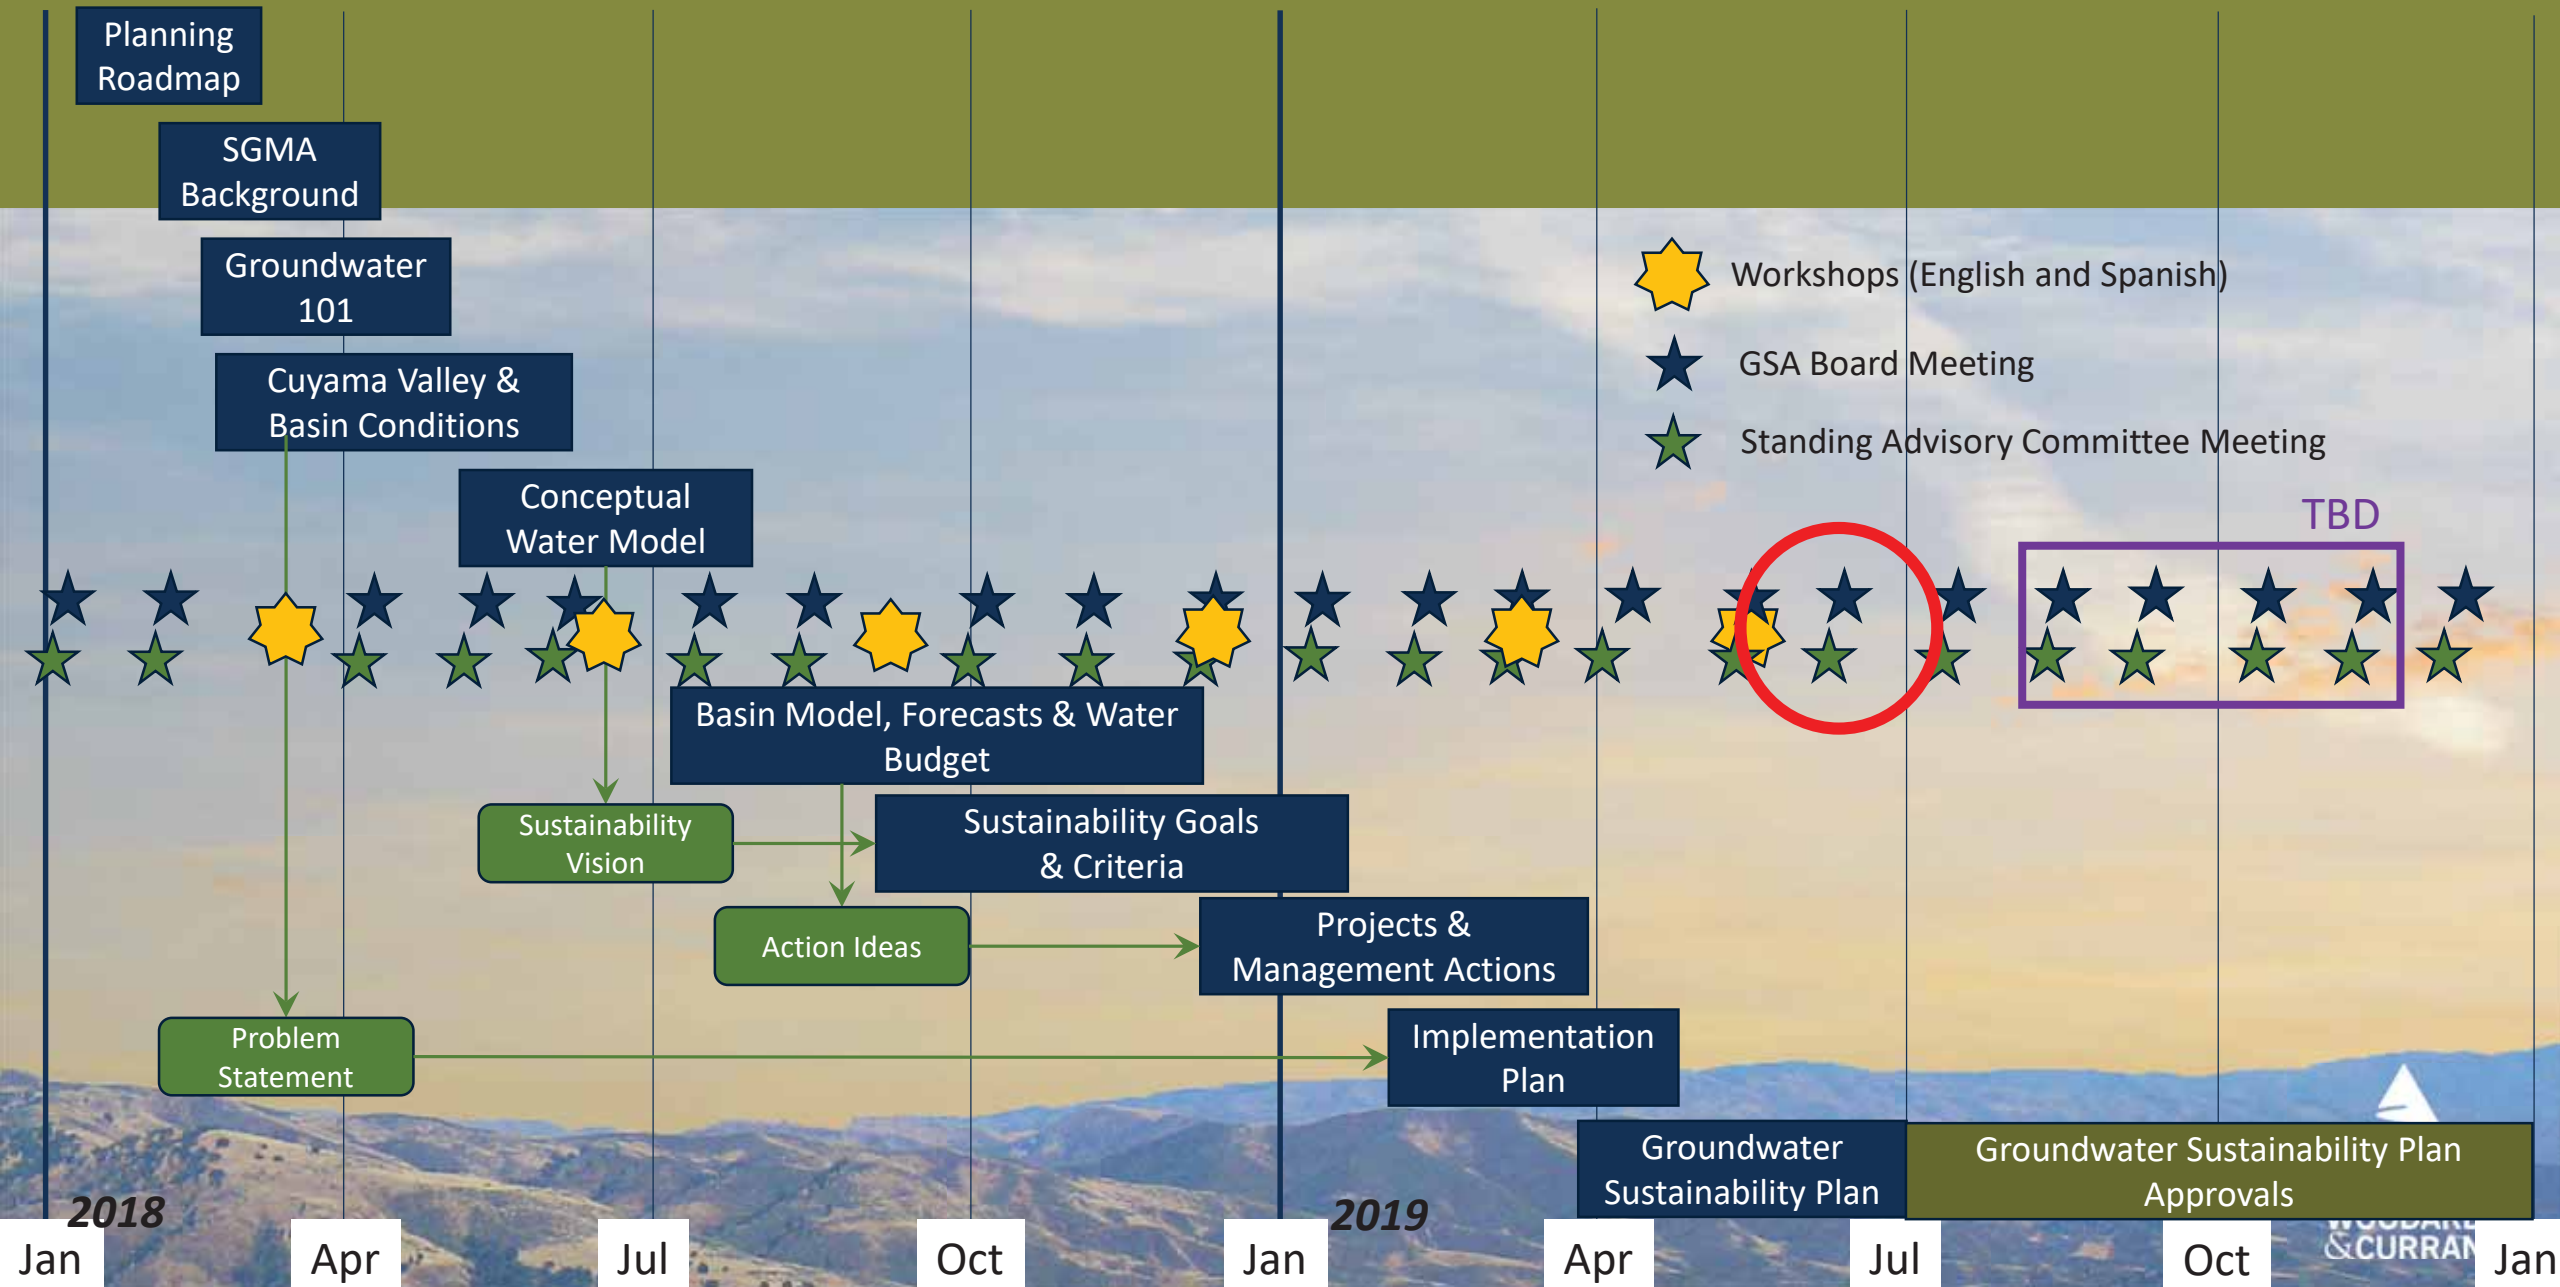 Planning
Roadmap
SGMA
Background
Groundwater
101
Cuyama Valley &
Basin Conditions
Conceptual
Water Model
Workshops (English and Spanish)
GSA Board Meeting
Standing Advisory Committee Meeting
TBD
Basin Model, Forecasts & Water
Budget
Sustainability
Vision
Sustainability Goals
& Criteria
Action Ideas
Projects &
Management Actions
Problem
Statement
Implementation
Plan
Groundwater
Sustainability Plan
Groundwater Sustainability Plan
Approvals
2018
2019
&CURRAN
Jan
Apr
Jul
Oct
Jan
Apr
Jul
Oct
Jan